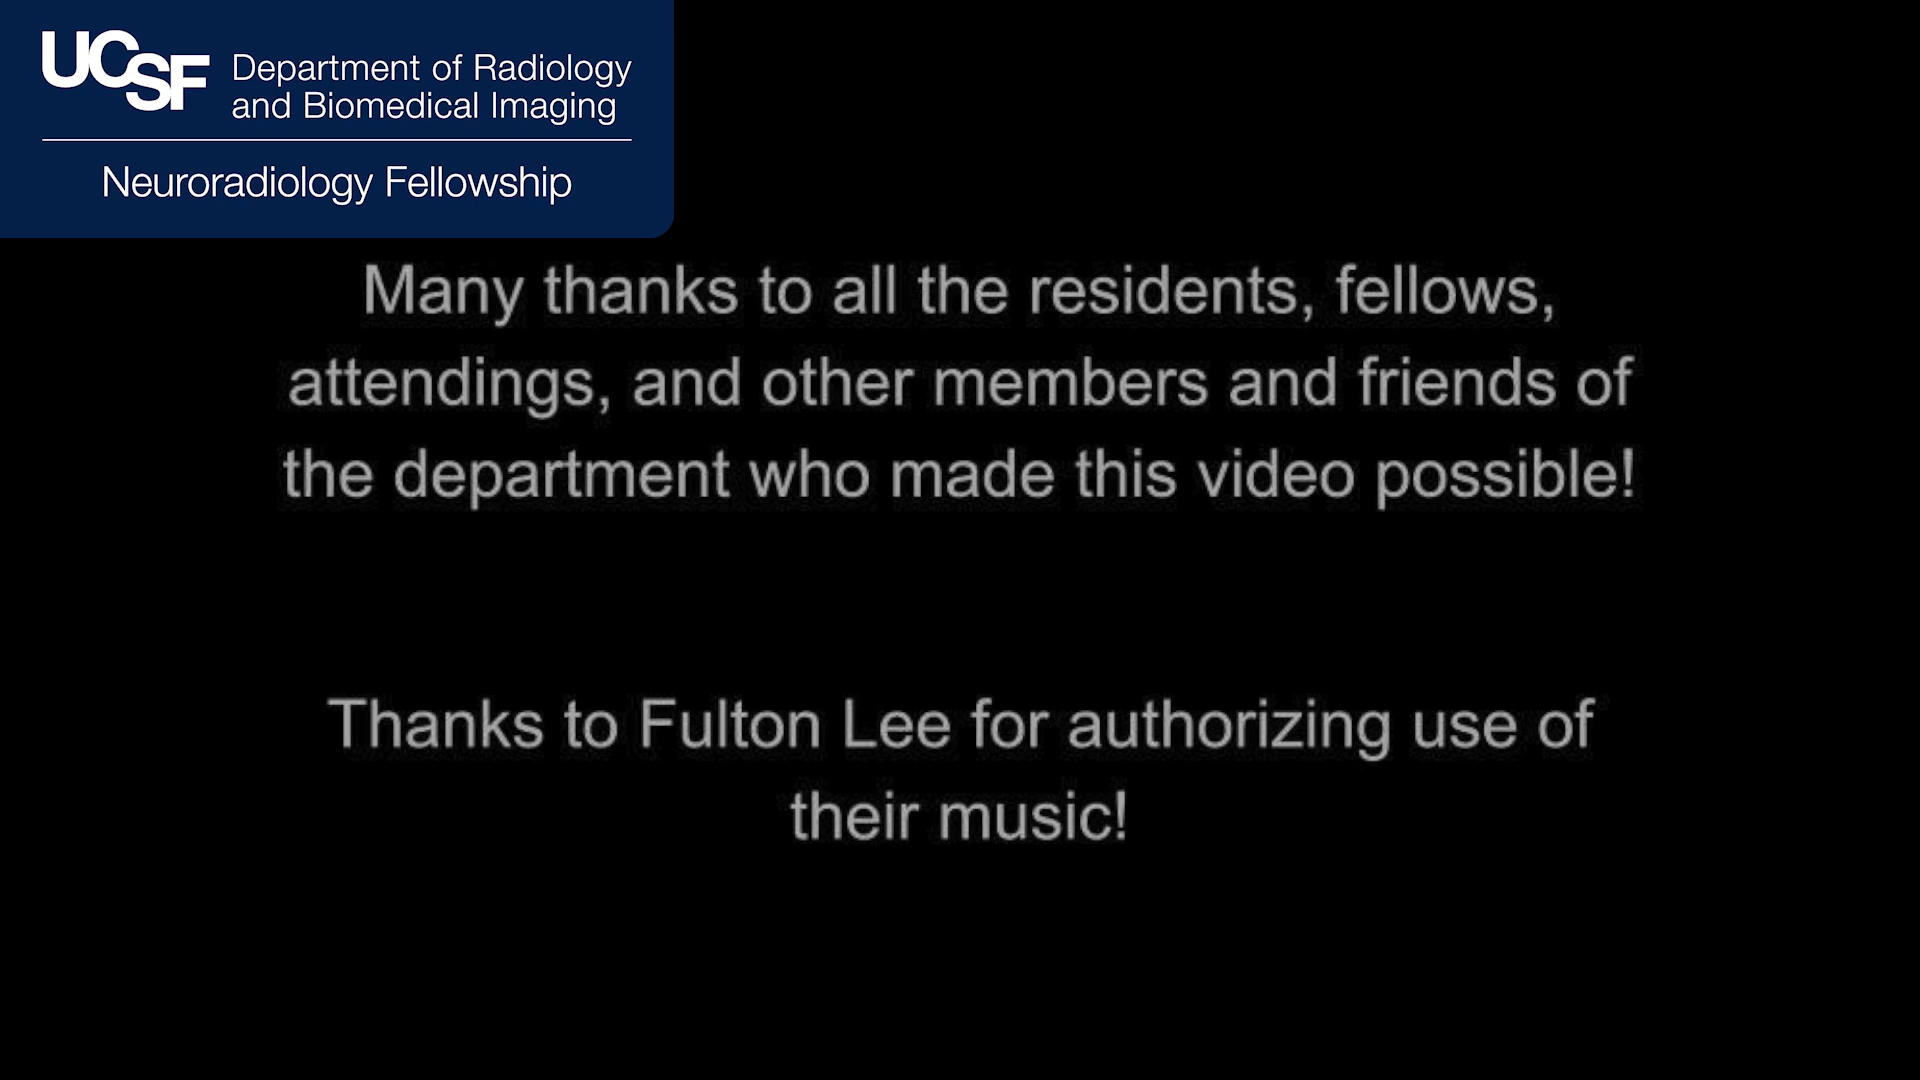 UCSF
Department of Radiology
and Biomedical Imaging
Neuroradiology Fellowship
Many thanks to all the residents, fellows,
attendings, and other members and friends of
the department who made this video possible!
Thanks to Fulton Lee for authorizing use of
their music!